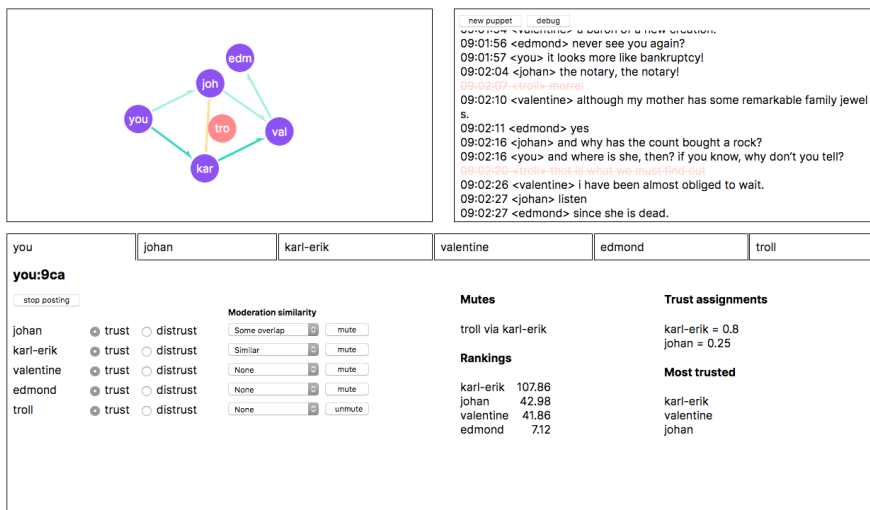 edm
joh
you
tro
val
kar
new puppet debug
09:01:54 <valentine> a baron of a new creation.
09:01:56 <edmond> never see you again?
09:01:57 <you> it looks more like bankruptcy!
09:02:04 <johan> the notary, the notary!
09:02:07 <troll> morrel
09:02:10 <valentine> although my mother has some remarkable family jewel
s.
09:02:11 <edmond> yes
09:02:16 <johan> and why has the count bought a rock?
09:02:16 <you> and where is she, then? if you know, why don't you tell?
09:02:20 <troll> that is what we must find out
09:02:26 <valentine> i have been almost obliged to wait.
09:02:27 <johan> listen
09:02:27 <edmond> since she is dead.
you johan karl-erik valentine edmond troll
you:9ca
stop posting
Moderation similarity
johan trust distrust Some overlap mute
karl-erik trust distrust Similar mute
valentine trust distrust None mute
edmond trust distrust None mute
troll trust distrust None unmute
Mutes
troll via karl-erik
Rankings
karl-erik 107.86
johan 42.98
valentine 41.86
edmond 7.12
Trust assignments
karl-erik = 0.8
johan = 0.25
Most trusted
karl-erik
valentine
johan